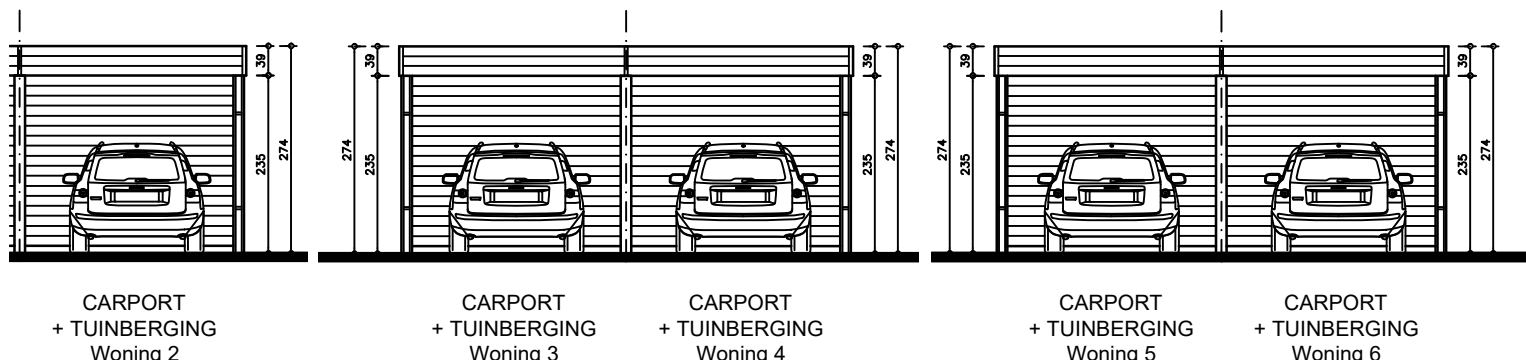 39
235
274
274
39
235
39
235
274
274
39
235
39
235
274
CARPORT
+ TUINBERGING
Woning 2
CARPORT
+ TUINBERGING
Woning 3
CARPORT
+ TUINBERGING
Woning 4
CARPORT
+ TUINBERGING
Woning 5
CARPORT
+ TUINBERGING
Woning 6